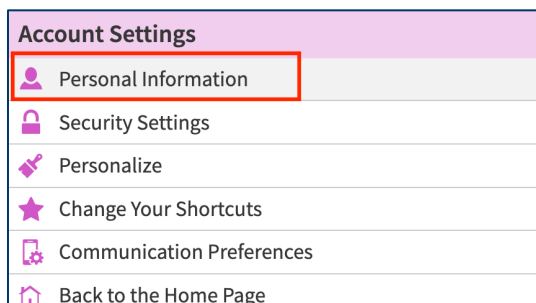 Account Settings
Personal Information
Security Settings
Personalize
Change Your Shortcuts
Communication Preferences
Back to the Home Page